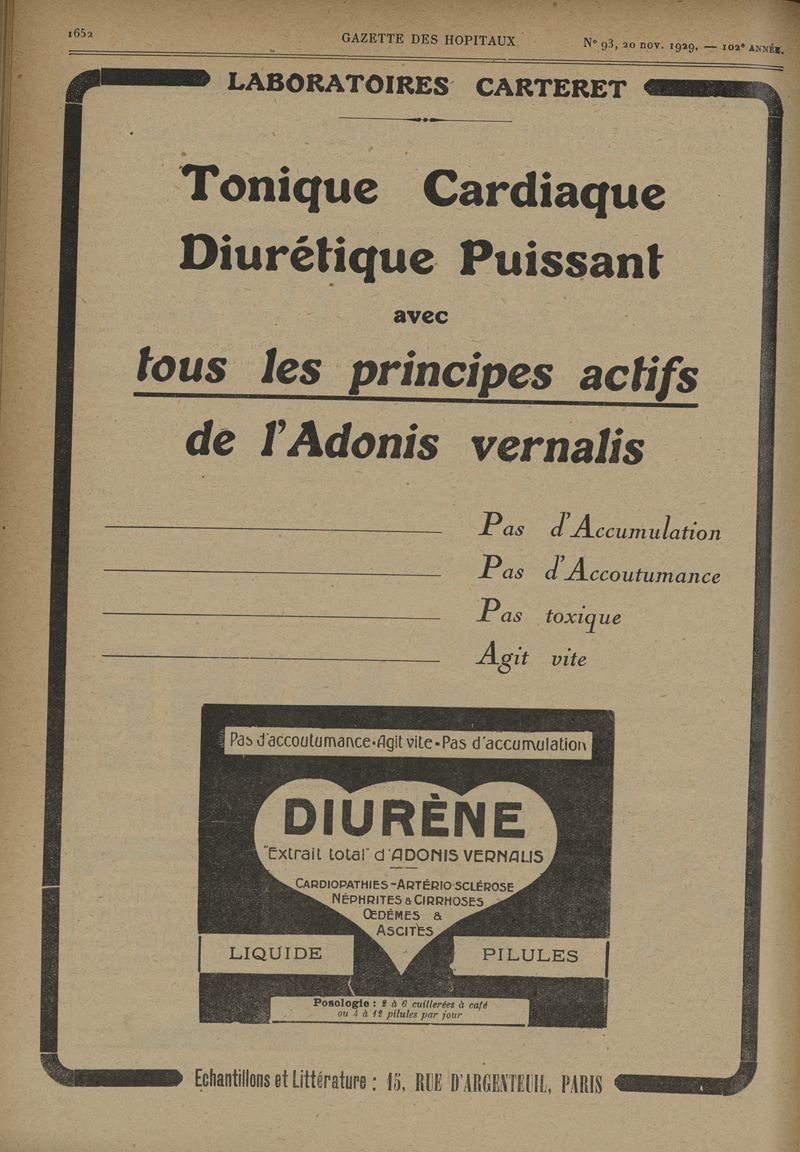 1652
GAZETTE DES HOPITAUX
N° 93, 20 nov. 1929. — 102e ANNÉE.
LABORATOIRES CARTERET
Tonique Cardiaque
Diurétique Puissant
avec
tous les principes actifs
de l'Adonis vernalis
Pas d'Accumulation
Pas d'Accoutumance
Pas toxique
Agit vite
Pas d'accoutumance•Agit vite-Pas d'accumulation
DIURÈNE
"Extrait total" d'ADONIS VERNALIS
CARDIOPATHIES-ARTÉRIO SCLÉROSE
NÉPHRITES & CIRRHOSES
ŒDÈMES &
ASCITES
LIQUIDE
PILULES
Posologie : 2 à 6 cuillerées à café
ou 4 à 12 pilules par jour
Echantillons et Littérature : 15, RUE D'ARGENTEUIL, PARIS